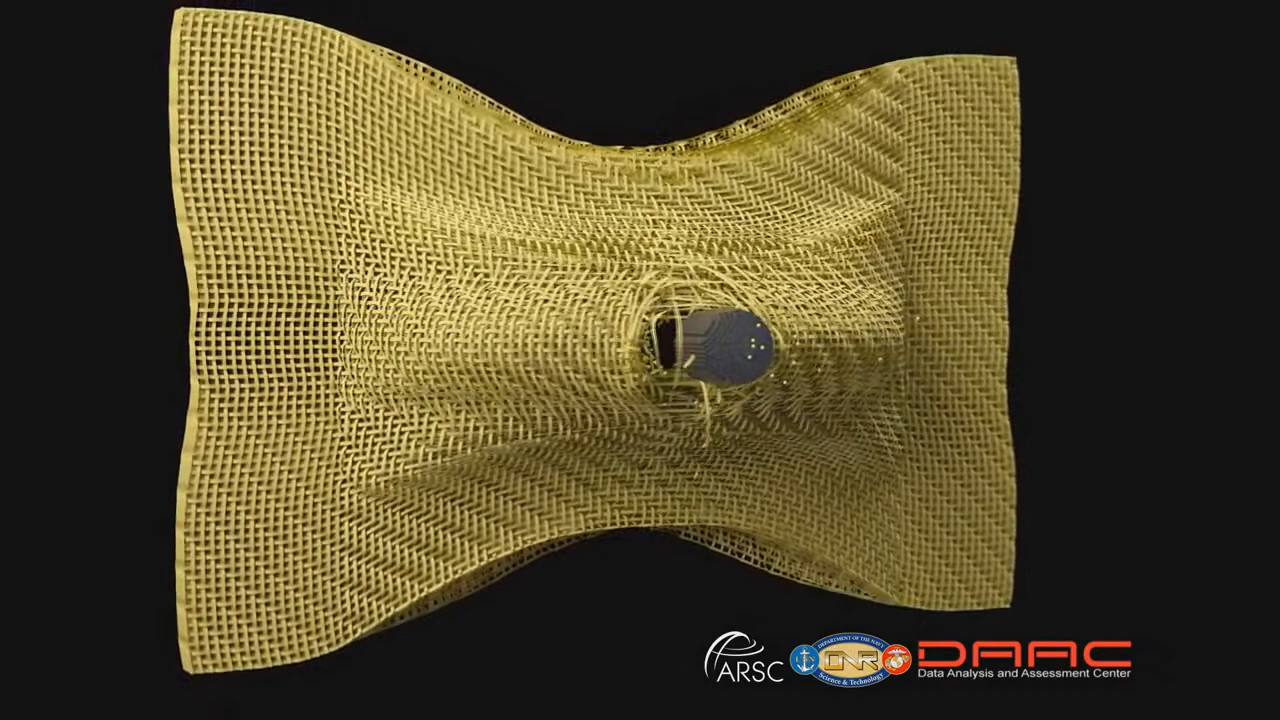 ARSC
DEPARTMENT OF THE NAVY
ONR
Science & Technology
DAAC
Data Analysis and Assessment Center